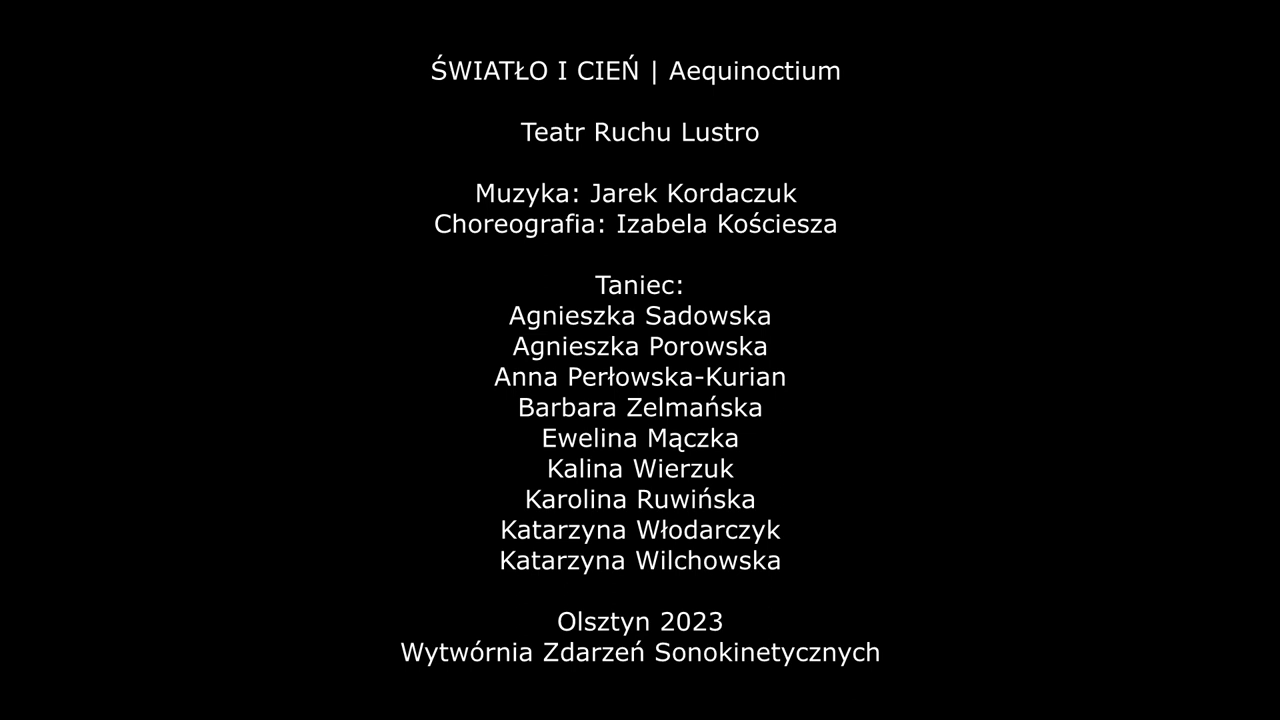 ŚWIATŁO I CIEŃ | Aequinoctium
Teatr Ruchu Lustro
Muzyka: Jarek Kordaczuk
Choreografia: Izabela Kościesza
Taniec:
Agnieszka Sadowska
Agnieszka Porowska
Anna Perłowska-Kurian
Barbara Zelmańska
Ewelina Mączka
Kalina Wierzuk
Karolina Ruwińska
Katarzyna Włodarczyk
Katarzyna Wilchowska
Olsztyn 2023
Wytwórnia Zdarzeń Sonokinetycznych